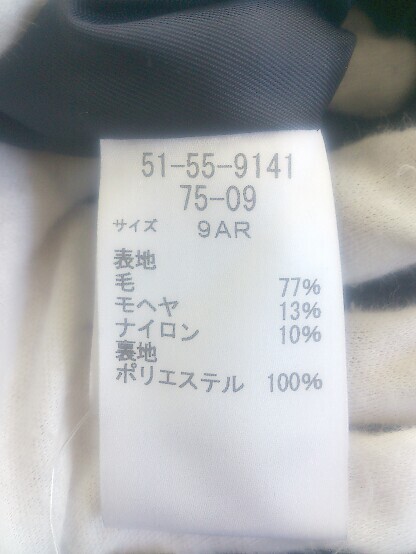 51-55-9141
75-09
サイズ 9AR
表地
毛 77%
モヘヤ 13%
ナイロン 10%
裏地
ポリエステル 100%